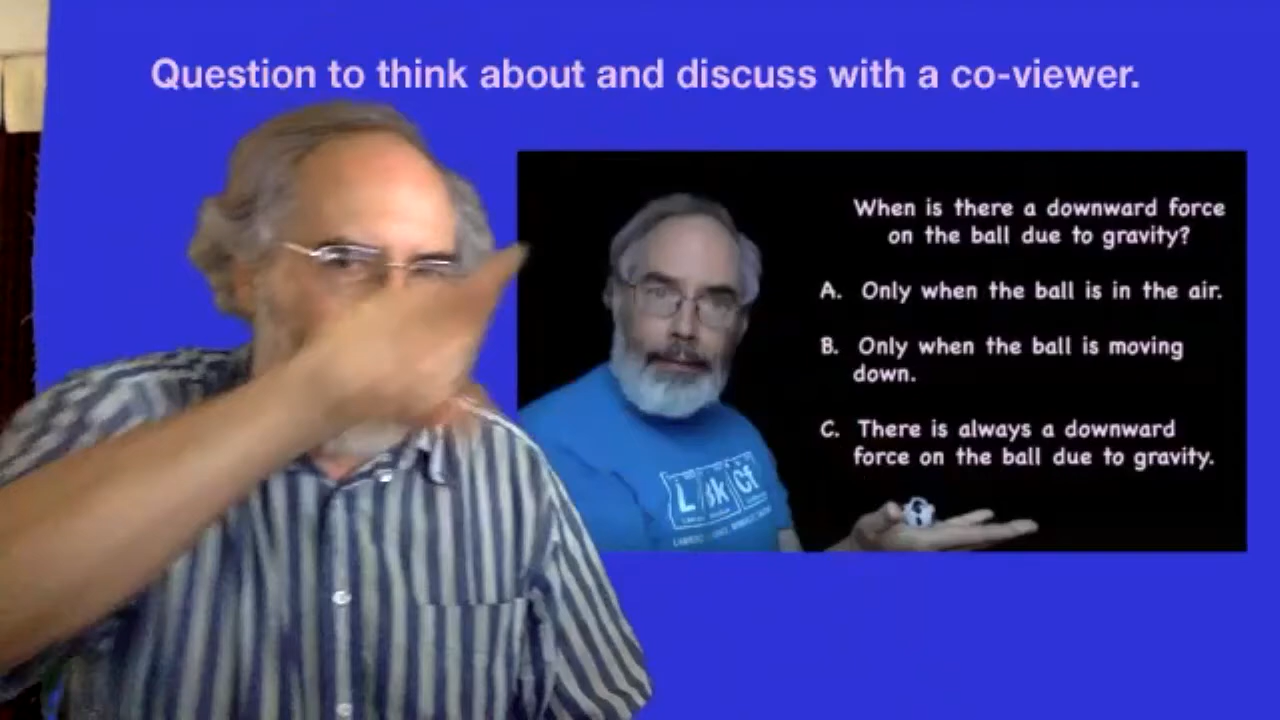 Question to think about and discuss with a co-viewer.
When is there a downward force
on the ball due to gravity?
A. Only when the ball is in the air.
B. Only when the ball is moving
down.
C. There is always a downward
force on the ball due to gravity.
L Bk Cf